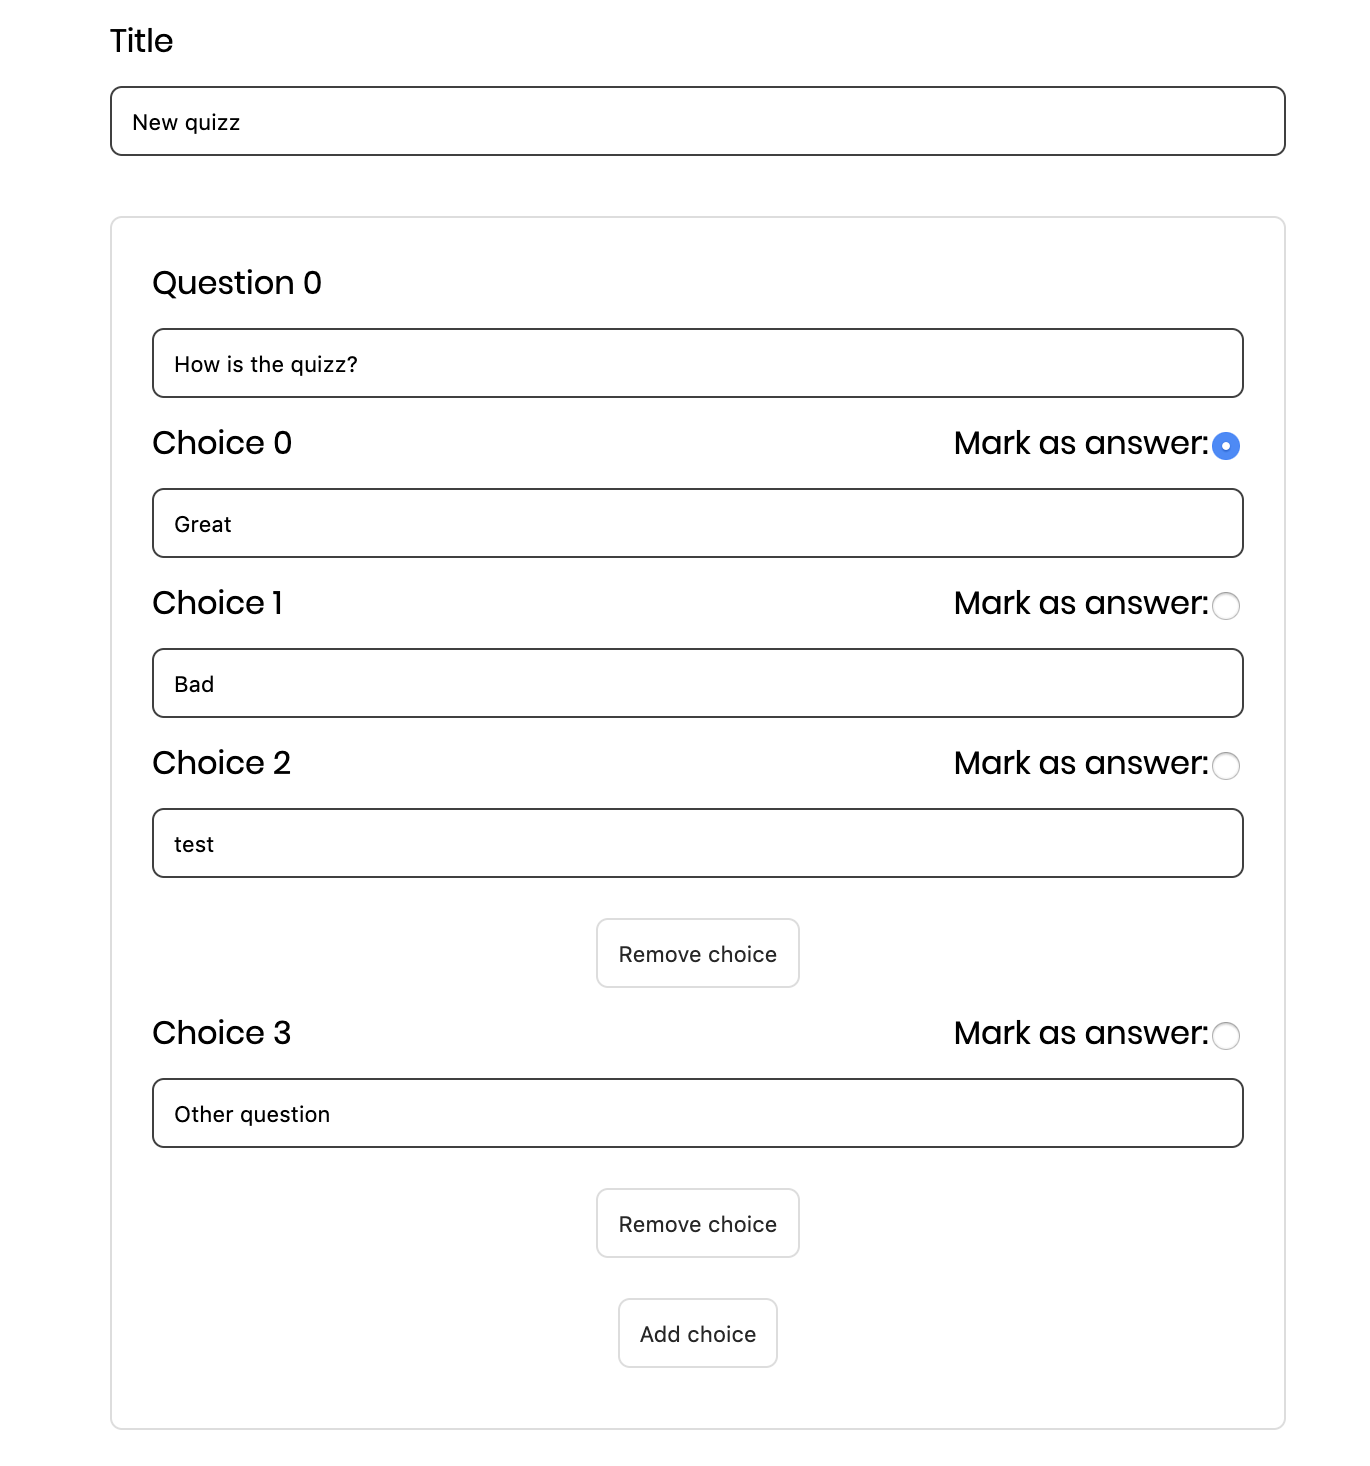 Title
New quizz
Question 0
How is the quizz?
Choice 0 Mark as answer:
Great
Choice 1 Mark as answer:
Bad
Choice 2 Mark as answer:
test
Remove choice
Choice 3 Mark as answer:
Other question
Remove choice
Add choice